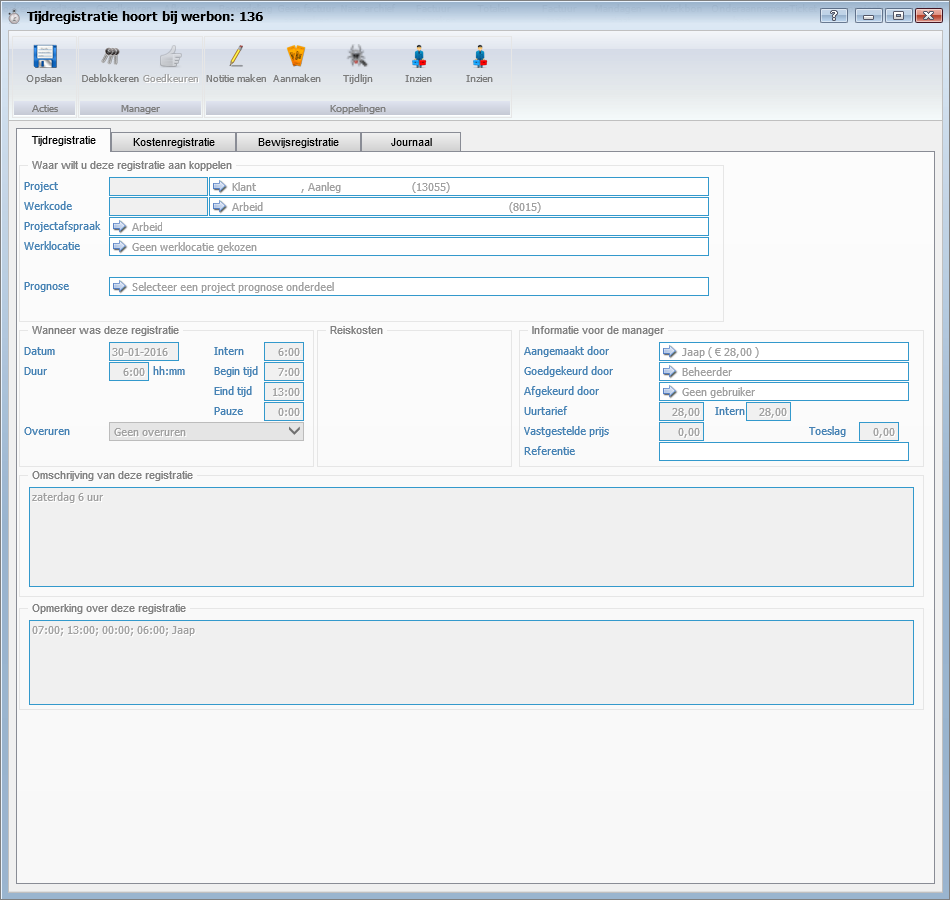 Tijdregistratie hoort bij werbon: 136
?
Opslaan Deblokkeren Goedkeuren Notitie maken Aanmaken Tijdlijn Inzien Inzien
Acties Manager Koppelingen
Tijdregistratie Kostenregistratie Bewijsregistratie Journaal
Waar wilt u deze registratie aan koppelen
Project Klant , Aanleg (13055)
Werkcode Arbeid (8015)
Projectafspraak Arbeid
Werklocatie Geen werklocatie gekozen
Prognose Selecteer een project prognose onderdeel
Wanneer was deze registratie Reiskosten Informatie voor de manager
Datum 30-01-2016 Intern 6:00 Aangemaakt door Jaap ( € 28,00 )
Duur 6:00 hh:mm Begin tijd 7:00 Goedgekeurd door Beheerder
Eind tijd 13:00 Afgekeurd door Geen gebruiker
Pauze 0:00 Uurtarief 28,00 Intern 28,00
Overuren Geen overuren Vastgestelde prijs 0,00 Toeslag 0,00
Referentie
Omschrijving van deze registratie
zaterdag 6 uur
Opmerking over deze registratie
07:00; 13:00; 00:00; 06:00; Jaap